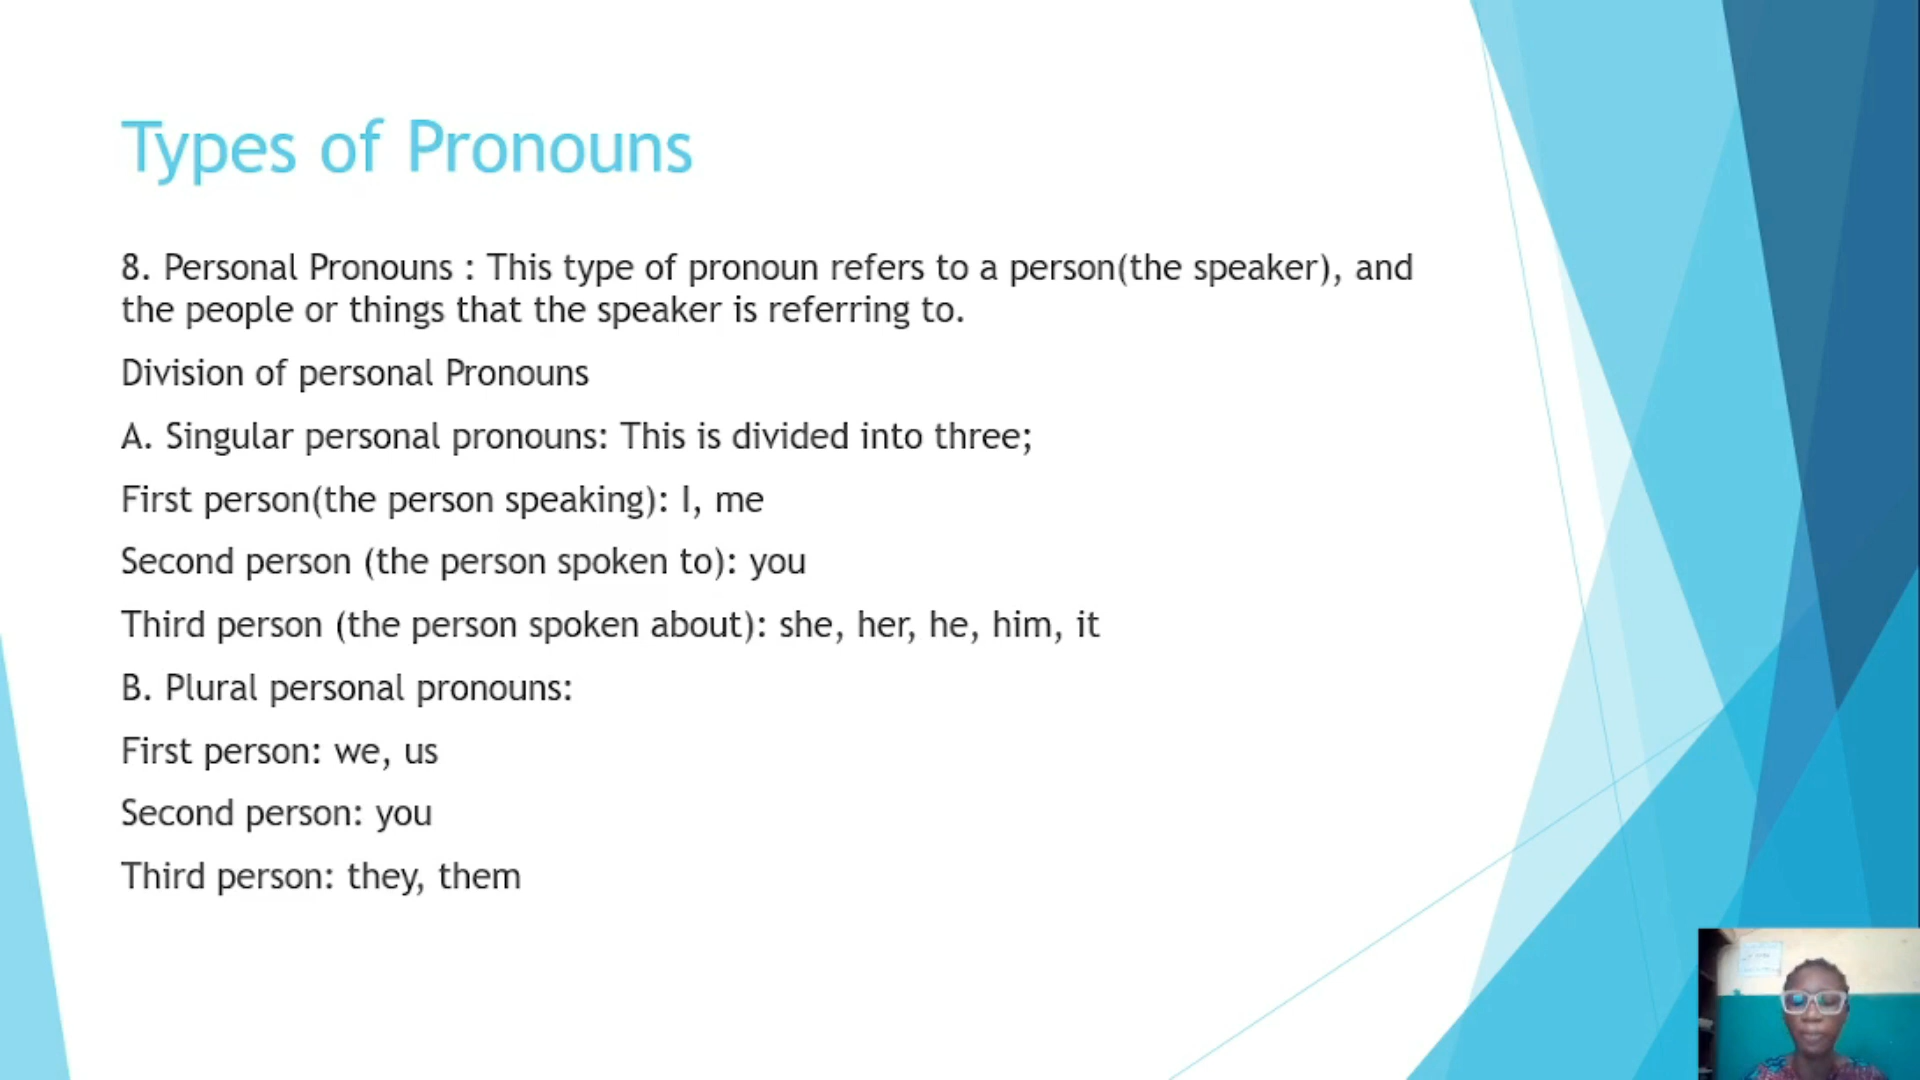 Types of Pronouns
8. Personal Pronouns : This type of pronoun refers to a person(the speaker), and
the people or things that the speaker is referring to.
Division of personal Pronouns
A. Singular personal pronouns: This is divided into three;
First person(the person speaking): I, me
Second person (the person spoken to): you
Third person (the person spoken about): she, her, he, him, it
B. Plural personal pronouns:
First person: we, us
Second person: you
Third person: they, them